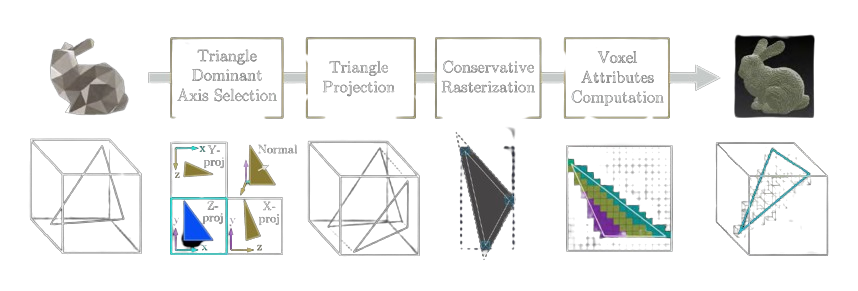 Triangle
Dominant
Axis Selection
Triangle
Projection
Conservative
Rasterization
Voxel
Attributes
Computation
x Y-
proj
z
Normal
Z-
proj
y
x
X-
proj
y
z